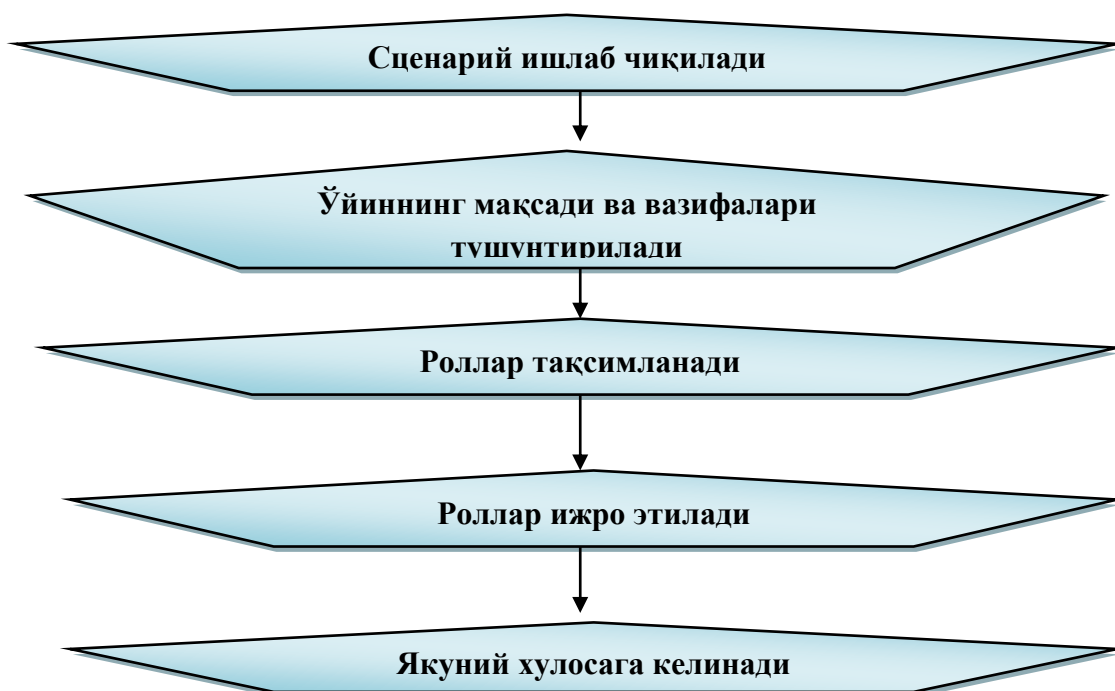 Сценарий ишлаб чиқилади
Ўйиннинг мақсади ва вазифалари
тушунтирилади
Роллар тақсимланади
Роллар ижро этилади
Якуний хулосага келинади